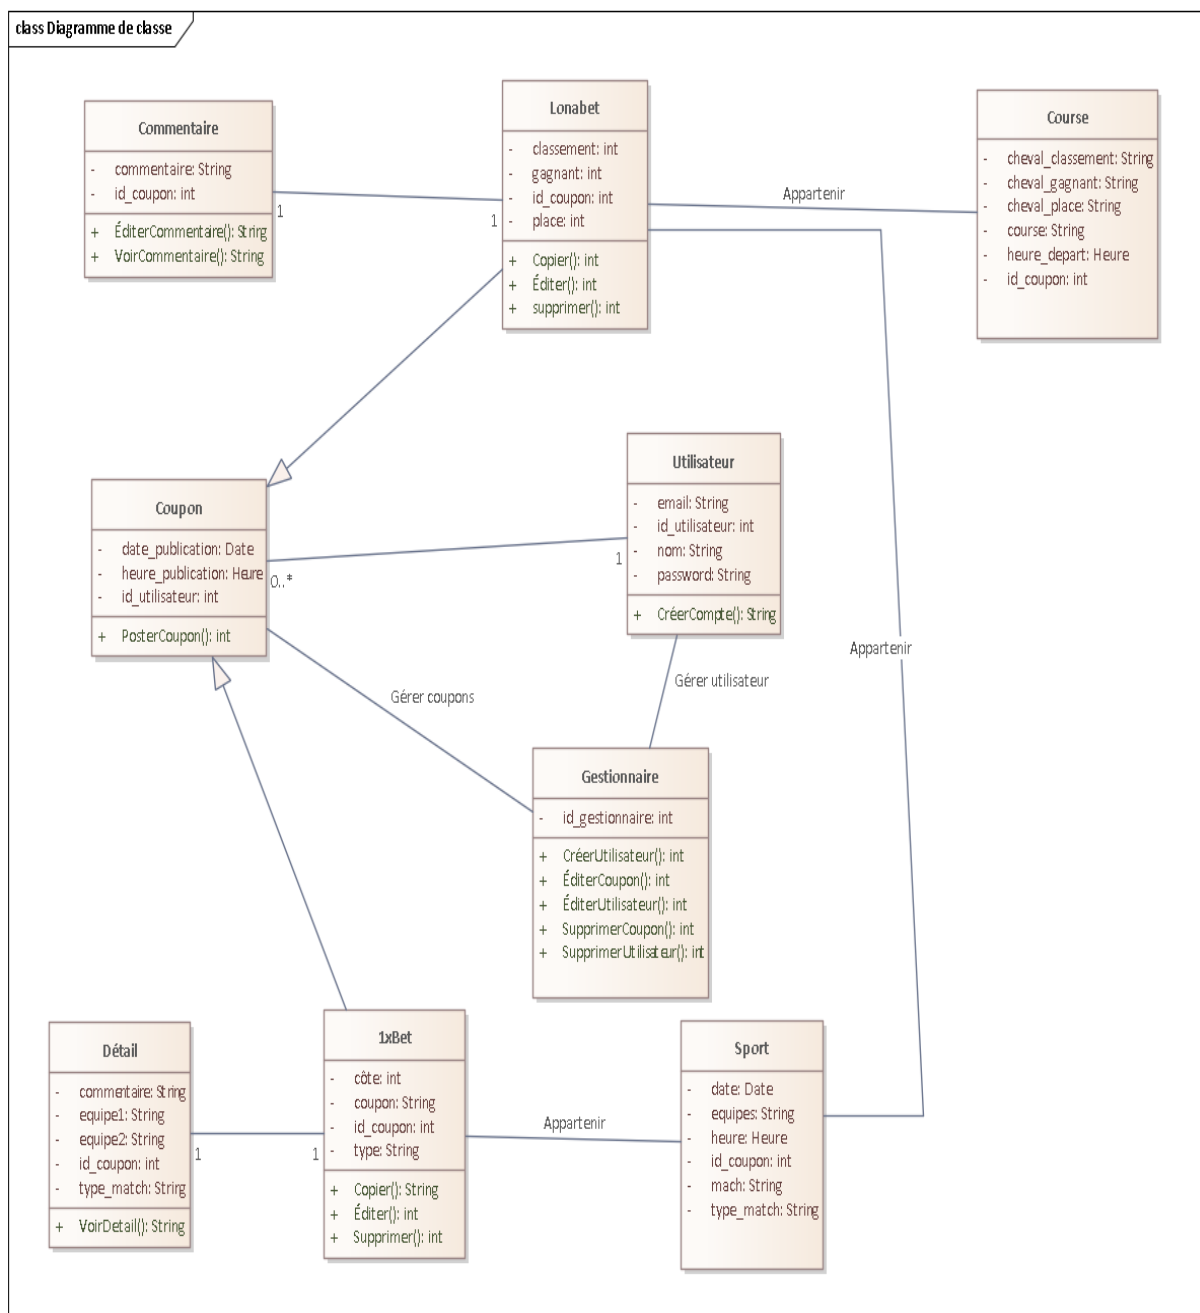 class Diagramme de classe
Commentaire
- commentaire: String
- id_coupon: int
+ ÉditerCommentaire(): String
+ VoirCommentaire(): String
1
1
Lonabet
- classement: int
- gagnant: int
- id_coupon: int
- place: int
+ Copier(): int
+ Éditer(): int
+ supprimer(): int
Appartenir
Course
- cheval_classement: String
- cheval_gagnant: String
- cheval_place: String
- course: String
- heure_depart: Heure
- id_coupon: int
Coupon
- date_publication: Date
- heure_publication: Heure
- id_utilisateur: int
+ PosterCoupon(): int
0..*
1
Utilisateur
- email: String
- id_utilisateur: int
- nom: String
- password: String
+ CréerCompte(): String
Appartenir
Gérer utilisateur
Gérer coupons
Gestionnaire
- id_gestionnaire: int
+ CréerUtilisateur(): int
+ ÉditerCoupon(): int
+ ÉditerUtilisateur(): int
+ SupprimerCoupon(): int
+ SupprimerUtilisateur(): int
Détail
- commentaire: String
- equipe1: String
- equipe2: String
- id_coupon: int
- type_match: String
+ VoirDetail(): String
1
1
1xBet
- côte: int
- coupon: String
- id_coupon: int
- type: String
+ Copier(): String
+ Éditer(): int
+ Supprimer(): int
Appartenir
Sport
- date: Date
- equipes: String
- heure: Heure
- id_coupon: int
- mach: String
- type_match: String